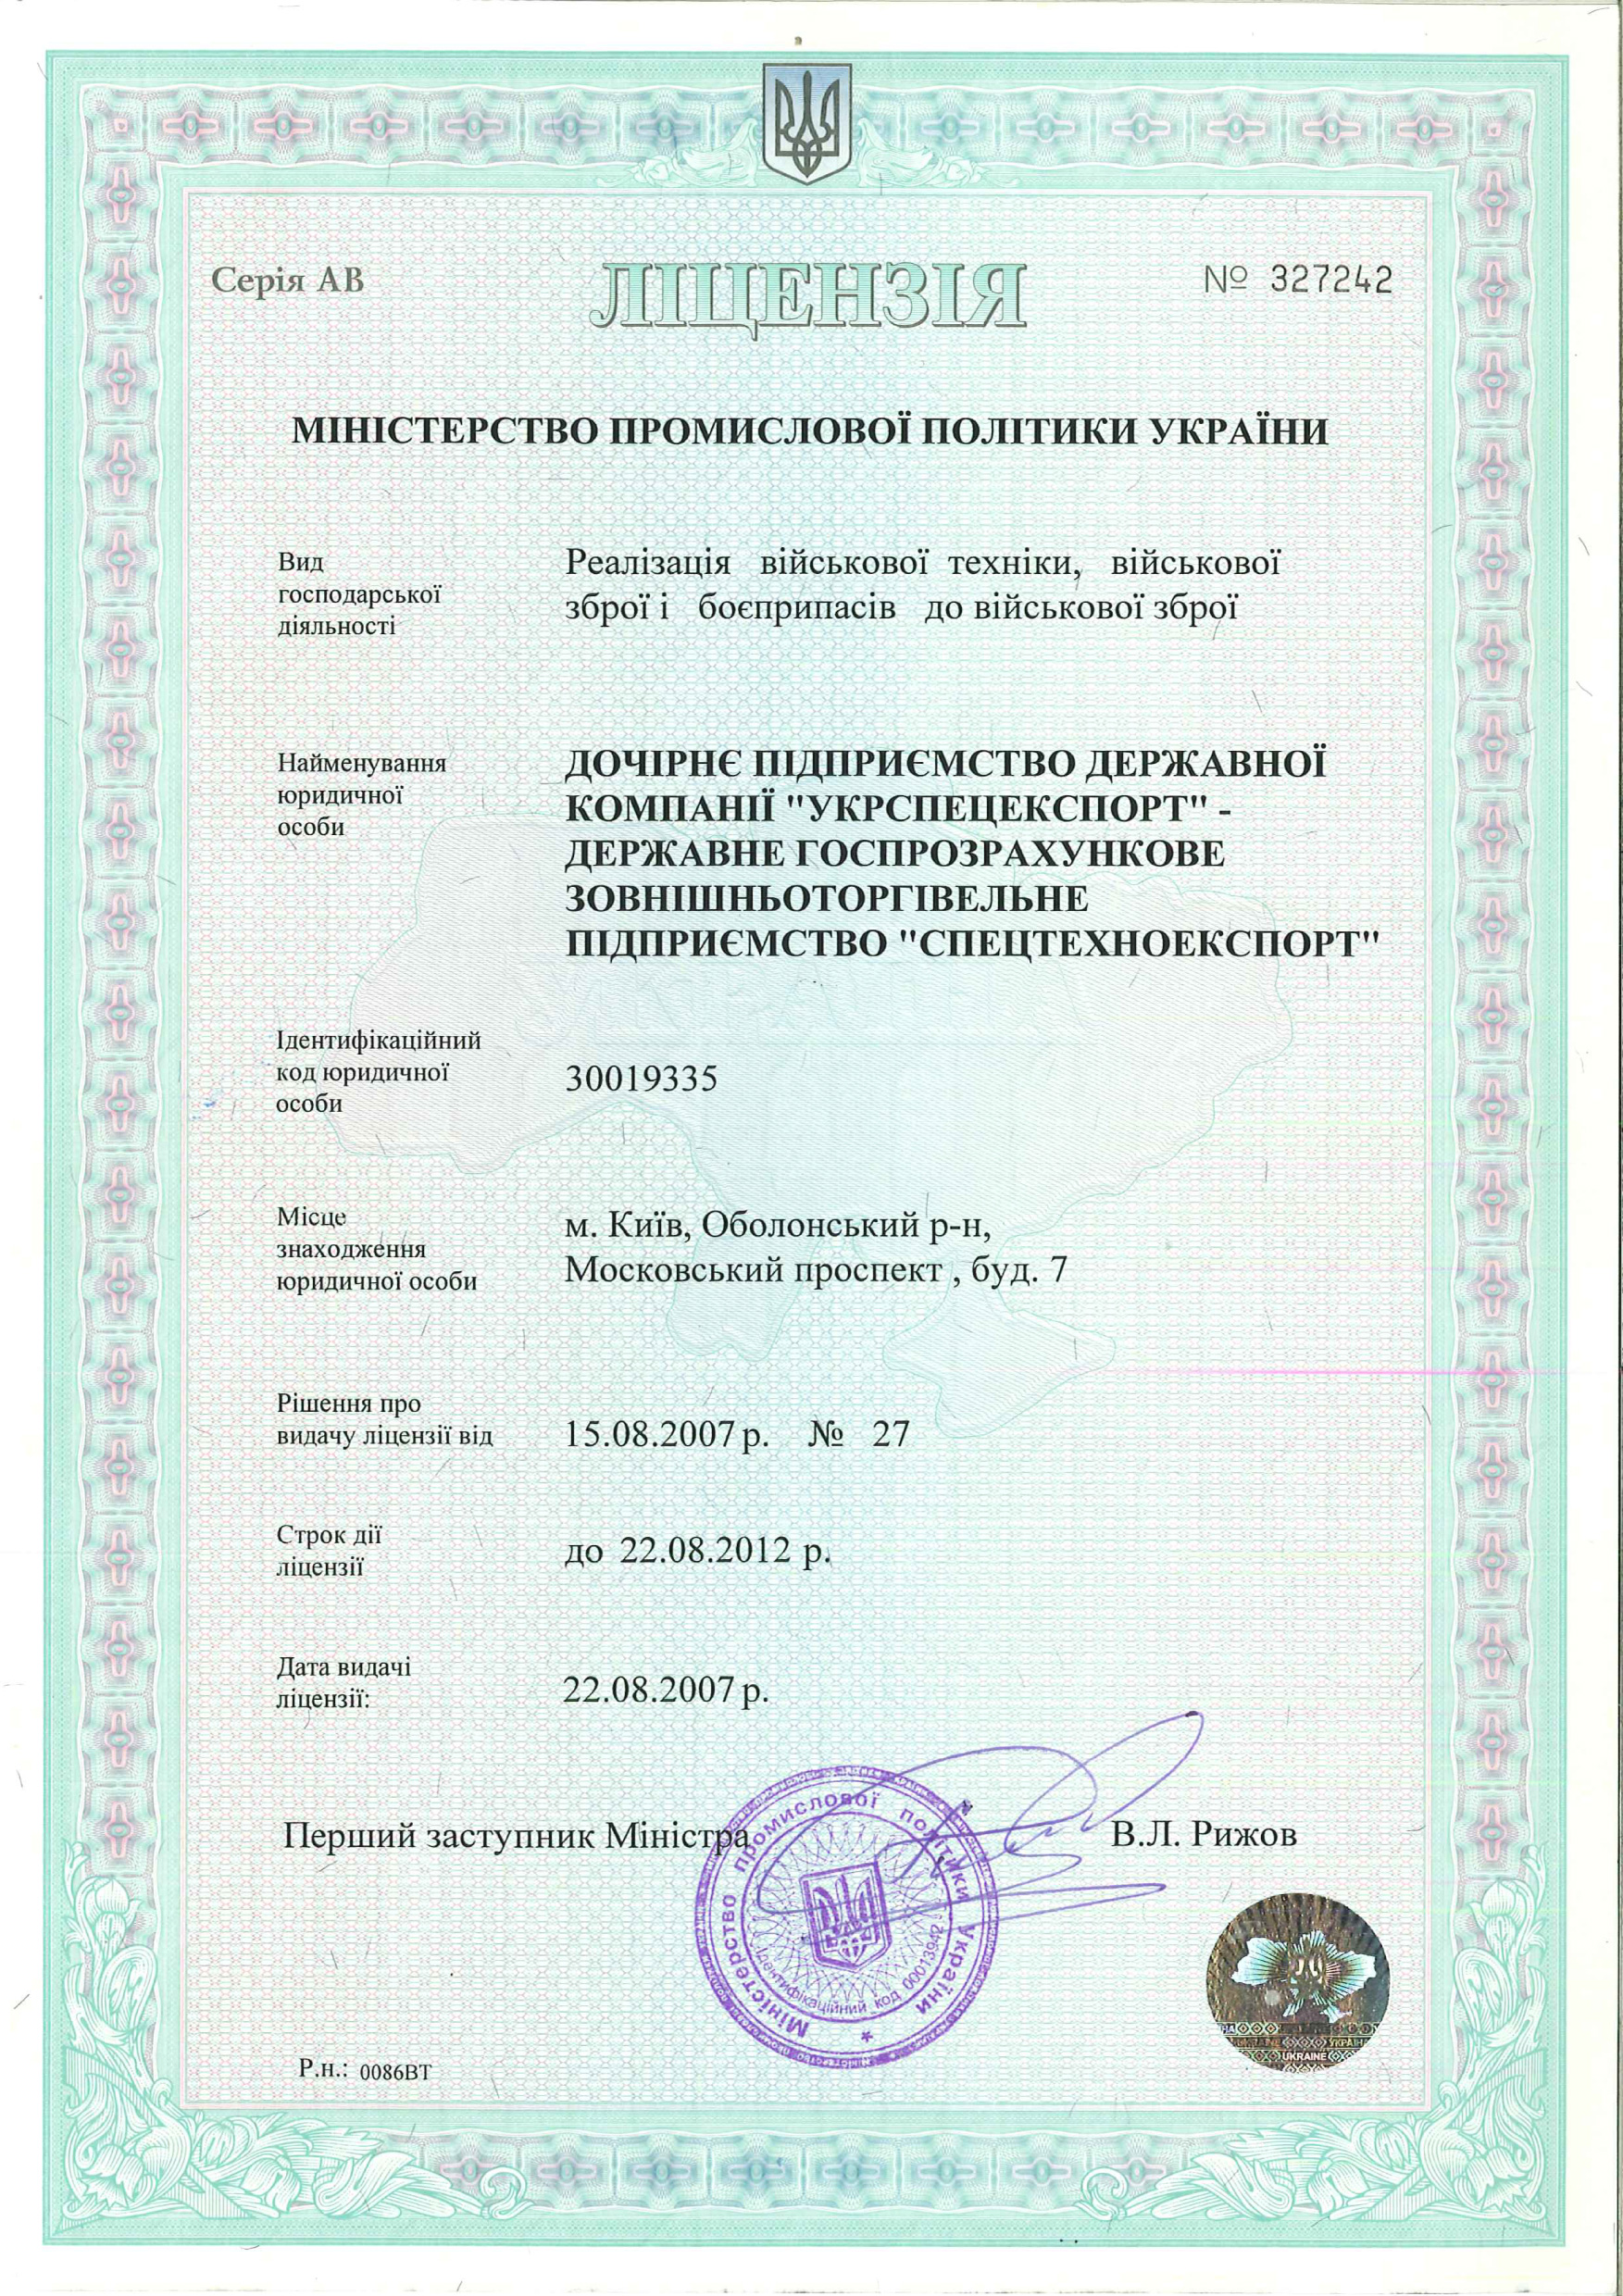 Серія АВ
ЛІЦЕНЗІЯ
№ 327242
МІНІСТЕРСТВО ПРОМИСЛОВОЇ ПОЛІТИКИ УКРАЇНИ
Вид
господарської
діяльності
Реалізація військової техніки, військової
зброї і боєприпасів до військової зброї
Найменування
юридичної
особи
ДОЧІРНЄ ПІДПРИЄМСТВО ДЕРЖАВНОЇ
КОМПАНІЇ "УКРСПЕЦЕКСПОРТ" -
ДЕРЖАВНЕ ГОСПРОЗРАХУНКОВЕ
ЗОВНІШНЬОТОРГІВЕЛЬНЕ
ПІДПРИЄМСТВО "СПЕЦТЕХНОЕКСПОРТ"
Ідентифікаційний
код юридичної
особи
30019335
Місце
знаходження
юридичної особи
м. Київ, Оболонський р-н,
Московський проспект , буд. 7
Рішення про
видачу ліцензії від
15.08.2007 р. № 27
Строк дії
ліцензії
до 22.08.2012 р.
Дата видачі
ліцензії:
22.08.2007 р.
Перший заступник Міністра
В.Л. Рижов
Міністерство промислової політики України
Ідентифікаційний код 00013942
UKRAINE
Р.н.: 0086ВТ